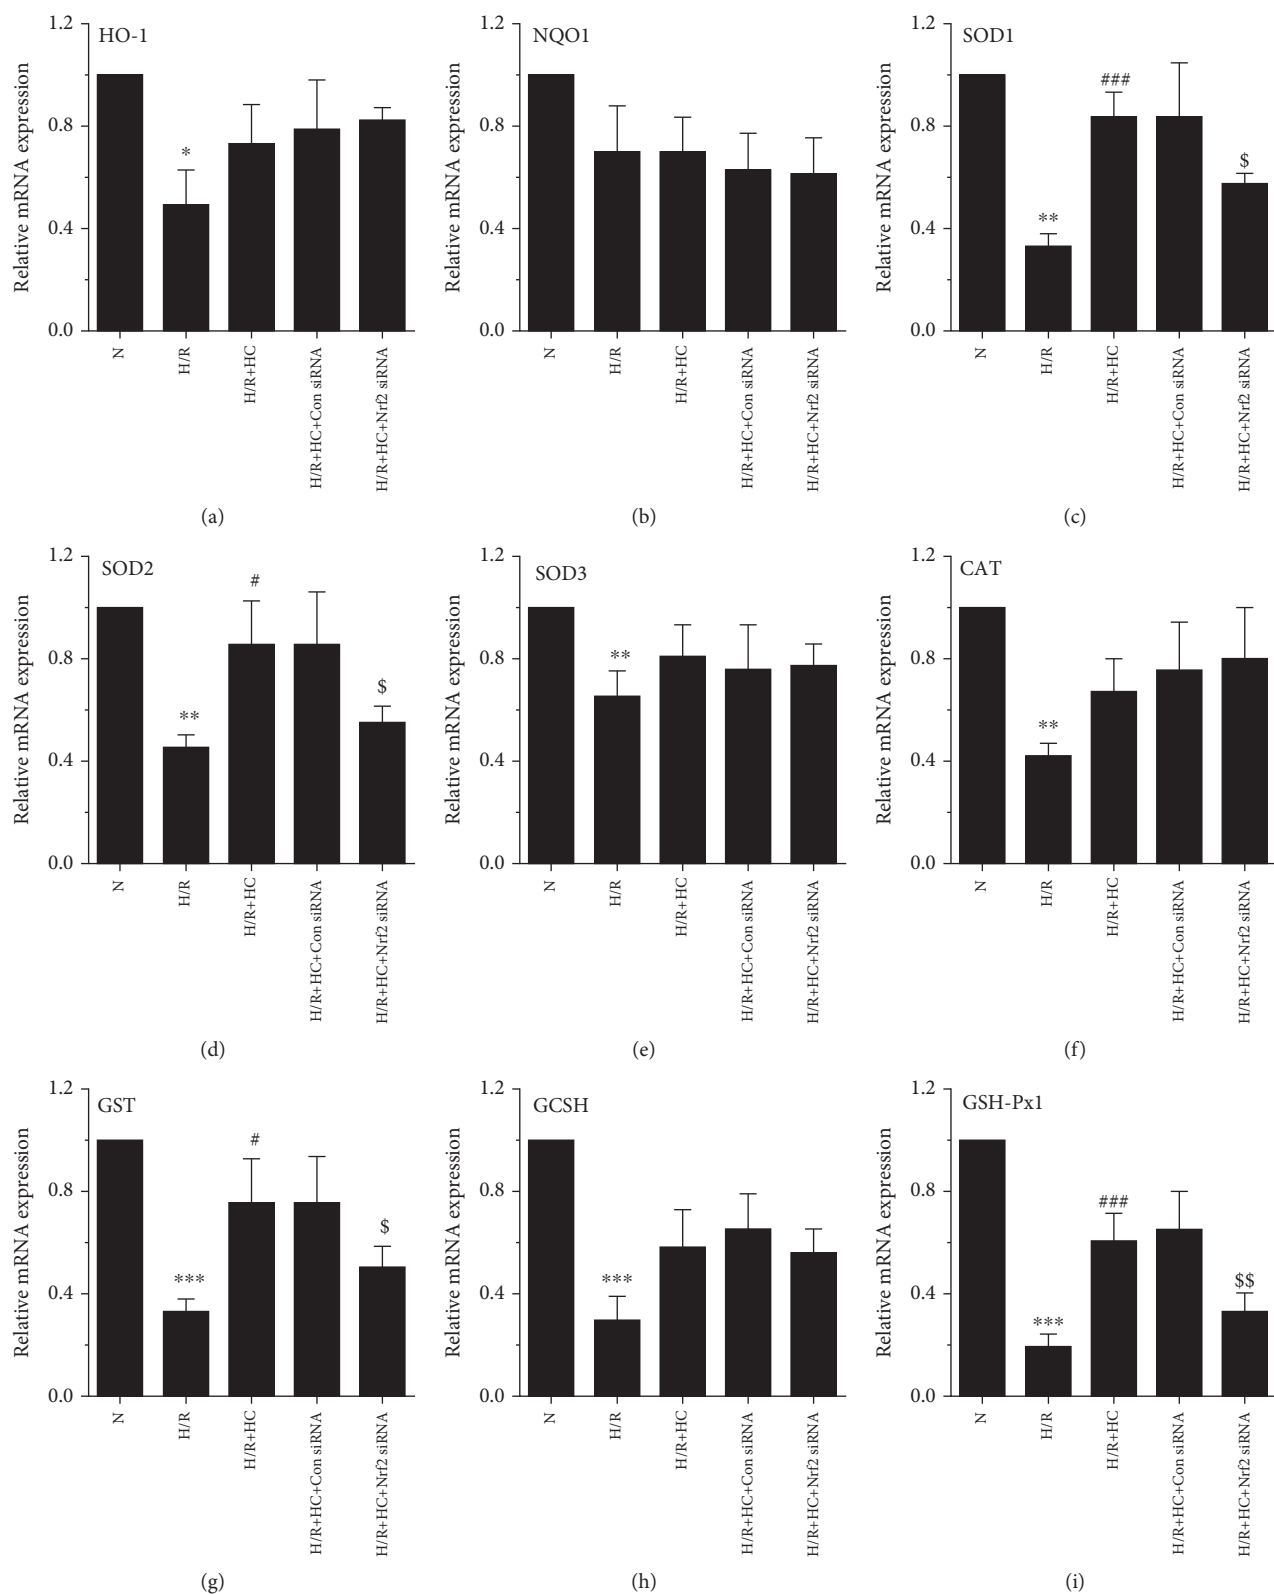 HO-1
Relative mRNA expression
1.2
0.8
0.4
0.0
*
N
H/R
H/R+HC
H/R+HC+Con siRNA
H/R+HC+Nrf2 siRNA
(a)
NQO1
Relative mRNA expression
1.2
0.8
0.4
0.0
N
H/R
H/R+HC
H/R+HC+Con siRNA
H/R+HC+Nrf2 siRNA
(b)
SOD1
Relative mRNA expression
1.2
0.8
0.4
0.0
**
###
$
N
H/R
H/R+HC
H/R+HC+Con siRNA
H/R+HC+Nrf2 siRNA
(c)
SOD2
Relative mRNA expression
1.2
0.8
0.4
0.0
**
#
$
N
H/R
H/R+HC
H/R+HC+Con siRNA
H/R+HC+Nrf2 siRNA
(d)
SOD3
Relative mRNA expression
1.2
0.8
0.4
0.0
**
N
H/R
H/R+HC
H/R+HC+Con siRNA
H/R+HC+Nrf2 siRNA
(e)
CAT
Relative mRNA expression
1.2
0.8
0.4
0.0
**
N
H/R
H/R+HC
H/R+HC+Con siRNA
H/R+HC+Nrf2 siRNA
(f)
GST
Relative mRNA expression
1.2
0.8
0.4
0.0
***
#
$
N
H/R
H/R+HC
H/R+HC+Con siRNA
H/R+HC+Nrf2 siRNA
(g)
GCSH
Relative mRNA expression
1.2
0.8
0.4
0.0
***
N
H/R
H/R+HC
H/R+HC+Con siRNA
H/R+HC+Nrf2 siRNA
(h)
GSH-Px1
Relative mRNA expression
1.2
0.8
0.4
0.0
***
###
$$
N
H/R
H/R+HC
H/R+HC+Con siRNA
H/R+HC+Nrf2 siRNA
(i)